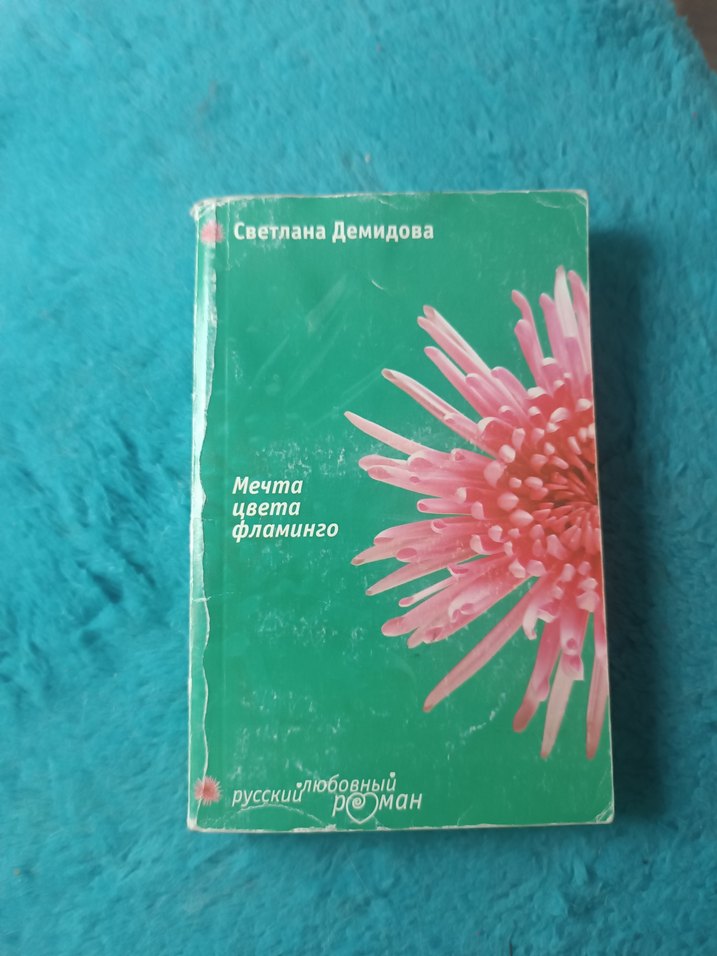 Светлана Демидова
Мечта
цвета
фламинго
русский любовный
роман